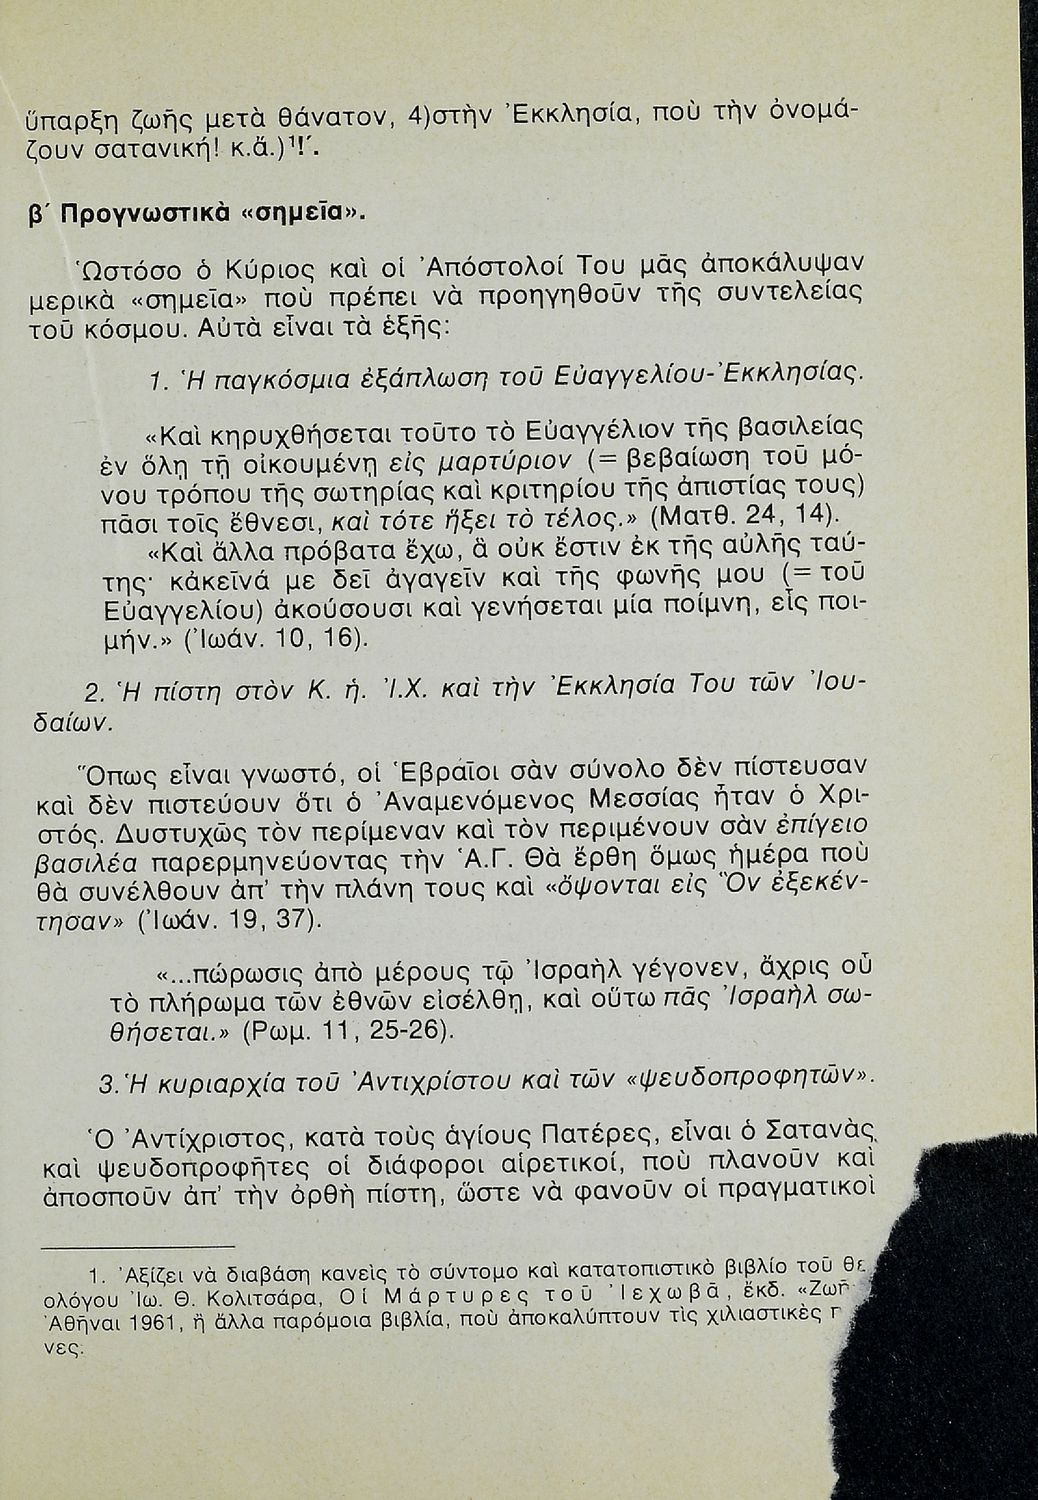 ὕπαρξη ζωῆς μετὰ θάνατον, 4)στὴν Ἐκκλησία, ποὺ τὴν ὀνομά-
ζουν σατανική! κ.ἄ.)¹!΄.
β΄ Προγνωστικὰ «σημεῖα».
Ὡστόσο ὁ Κύριος καὶ οἱ Ἀπόστολοί Του μᾶς ἀποκάλυψαν
μερικὰ «σημεῖα» ποὺ πρέπει νὰ προηγηθοῦν τῆς συντελείας
τοῦ κόσμου. Αὐτὰ εἶναι τὰ ἑξῆς:
1. Ἡ παγκόσμια ἐξάπλωση τοῦ Εὐαγγελίου-Ἐκκλησίας.
«Καὶ κηρυχθήσεται τοῦτο τὸ Εὐαγγέλιον τῆς βασιλείας
ἐν ὅλῃ τῇ οἰκουμένῃ εἰς μαρτύριον (= βεβαίωση τοῦ μό-
νου τρόπου τῆς σωτηρίας καὶ κριτηρίου τῆς ἀπιστίας τους)
πᾶσι τοῖς ἔθνεσι, καὶ τότε ἥξει τὸ τέλος.» (Ματθ. 24, 14).
«Καὶ ἄλλα πρόβατα ἔχω, ἃ οὐκ ἔστιν ἐκ τῆς αὐλῆς ταύ-
της· κἀκεῖνά με δεῖ ἀγαγεῖν καὶ τῆς φωνῆς μου (= τοῦ
Εὐαγγελίου) ἀκούσουσι καὶ γενήσεται μία ποίμνη, εἷς ποι-
μήν.» (Ἰωάν. 10, 16).
2. Ἡ πίστη στὸν Κ. ἡ. Ἰ.Χ. καὶ τὴν Ἐκκλησία Του τῶν Ἰου-
δαίων.
Ὅπως εἶναι γνωστό, οἱ Ἑβραῖοι σὰν σύνολο δὲν πίστευσαν
καὶ δὲν πιστεύουν ὅτι ὁ Ἀναμενόμενος Μεσσίας ἦταν ὁ Χρι-
στός. Δυστυχῶς τὸν περίμεναν καὶ τὸν περιμένουν σὰν ἐπίγειο
βασιλέα παρερμηνεύοντας τὴν Ἁ.Γ. Θὰ ἔρθη ὅμως ἡμέρα ποὺ
θὰ συνέλθουν ἀπ' τὴν πλάνη τους καὶ «ὄψονται εἰς Ὃν ἐξεκέν-
τησαν» (Ἰωάν. 19, 37).
«...πώρωσις ἀπὸ μέρους τῷ Ἰσραὴλ γέγονεν, ἄχρις οὗ
τὸ πλήρωμα τῶν ἐθνῶν εἰσέλθῃ, καὶ οὕτω πᾶς Ἰσραὴλ σω-
θήσεται.» (Ρωμ. 11, 25-26).
3. Ἡ κυριαρχία τοῦ Ἀντιχρίστου καὶ τῶν «ψευδοπροφητῶν».
Ὁ Ἀντίχριστος, κατὰ τοὺς ἁγίους Πατέρες, εἶναι ὁ Σατανὰς
καὶ ψευδοπροφῆτες οἱ διάφοροι αἱρετικοί, ποὺ πλανοῦν καὶ
ἀποσποῦν ἀπ' τὴν ὀρθὴ πίστη, ὥστε νὰ φανοῦν οἱ πραγματικοὶ
1. Ἀξίζει νὰ διαβάση κανεὶς τὸ σύντομο καὶ κατατοπιστικὸ βιβλίο τοῦ θε
ολόγου Ἰω. Θ. Κολιτσάρα, Οἱ Μάρτυρες τοῦ Ἰεχωβᾶ, ἔκδ. «Ζωῆ
Ἀθῆναι 1961, ἢ ἄλλα παρόμοια βιβλία, ποὺ ἀποκαλύπτουν τὶς χιλιαστικὲς
νες.